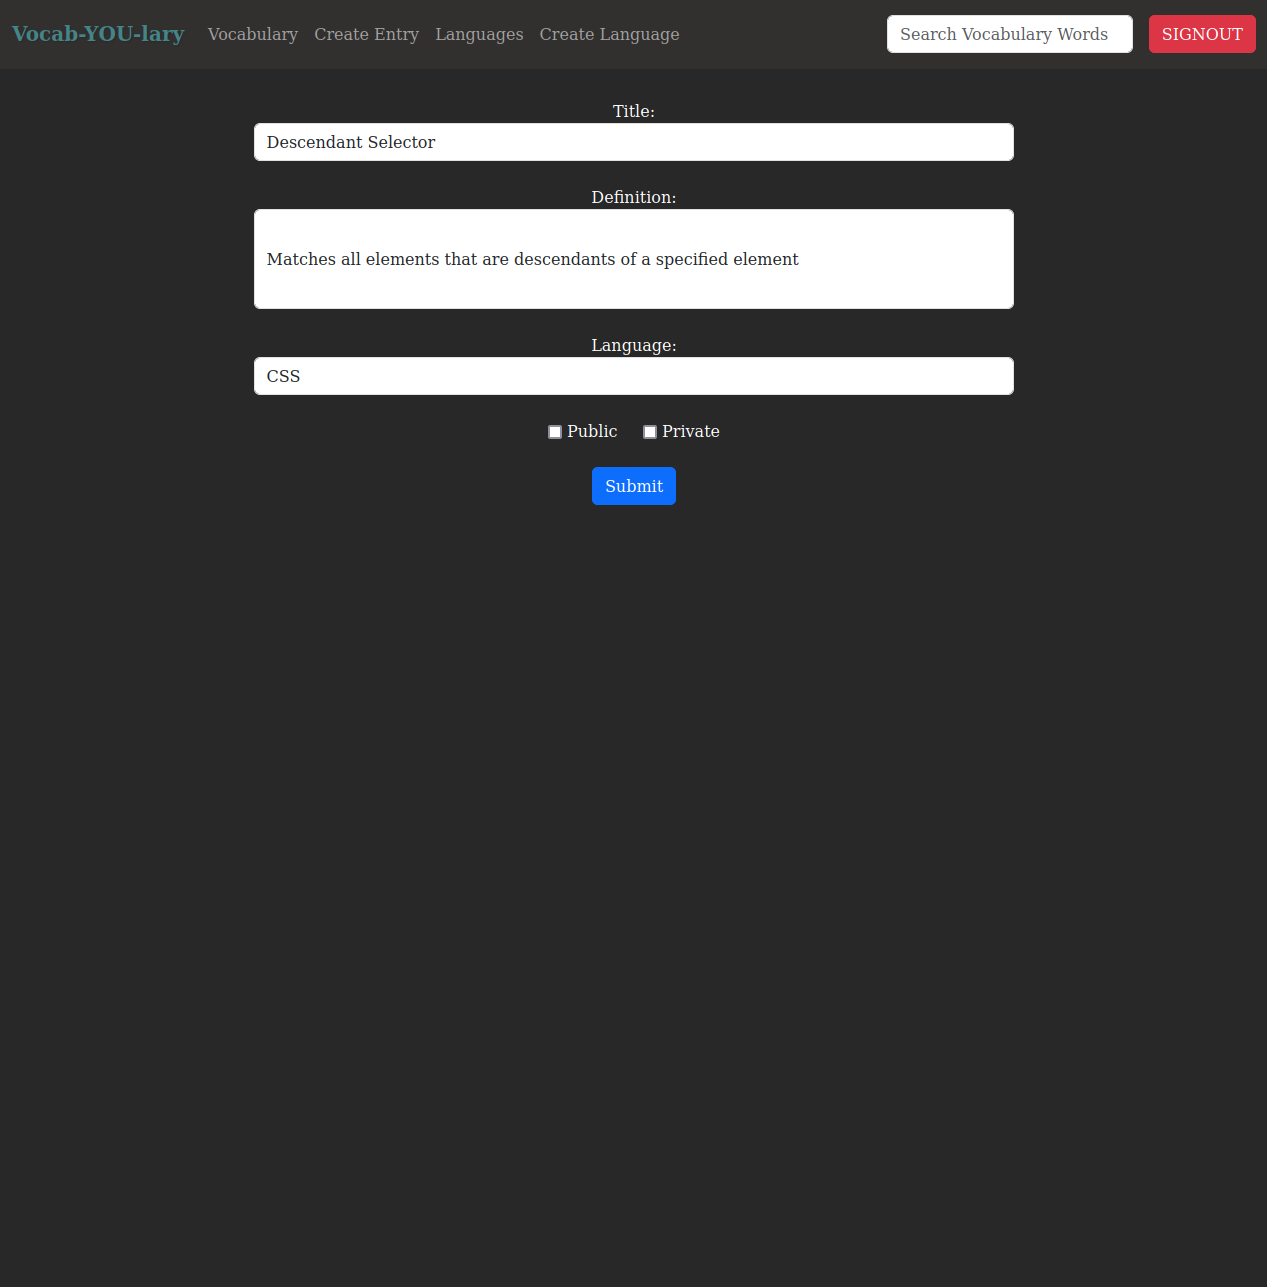 Vocab-YOU-lary Vocabulary Create Entry Languages Create Language Search Vocabulary Words SIGNOUT
Title:
Descendant Selector
Definition:
Matches all elements that are descendants of a specified element
Language:
CSS
Public Private
Submit